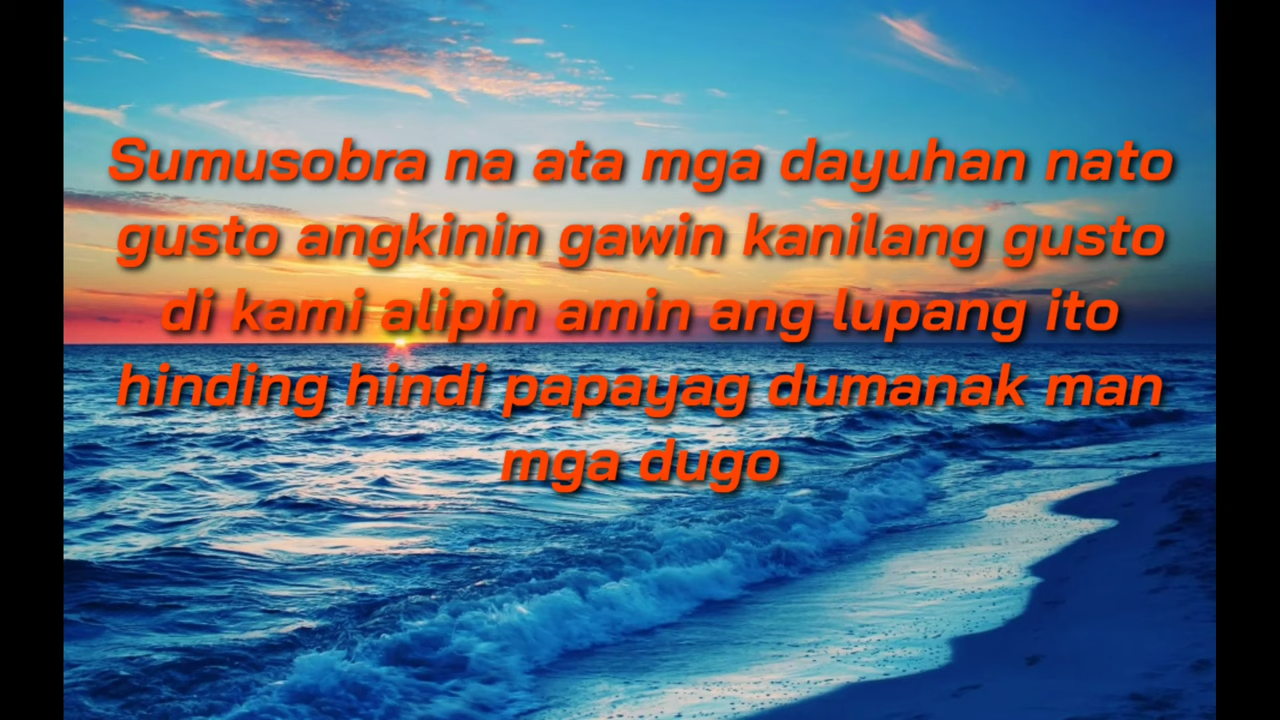 Sumusobra na ata mga dayuhan nato
gusto angkinin gawin kanilang gusto
di kami alipin amin ang lupang ito
hinding hindi papayag dumanak man
mga dugo